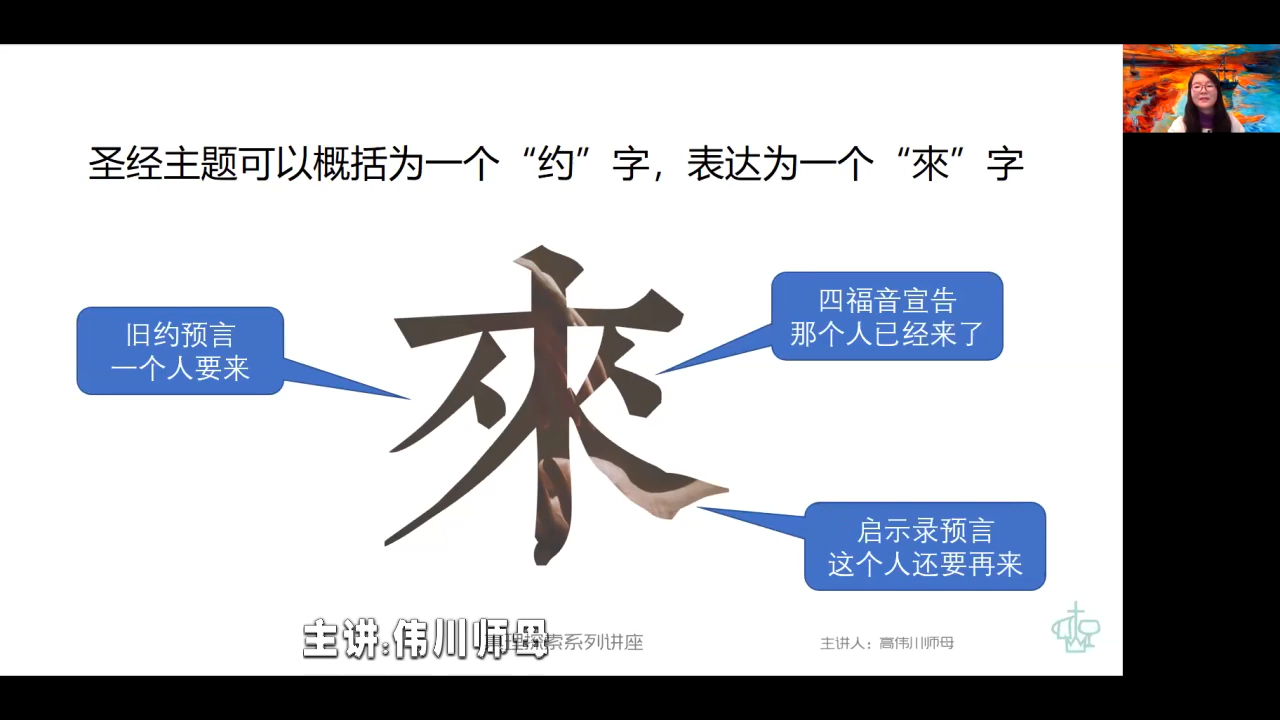 圣经主题可以概括为一个“约”字，表达为一个“來”字
來
旧约预言
一个人要来
四福音宣告
那个人已经来了
启示录预言
这个人还要再来
主讲:伟川师母
理探索系列讲座
主讲人：高伟川师母